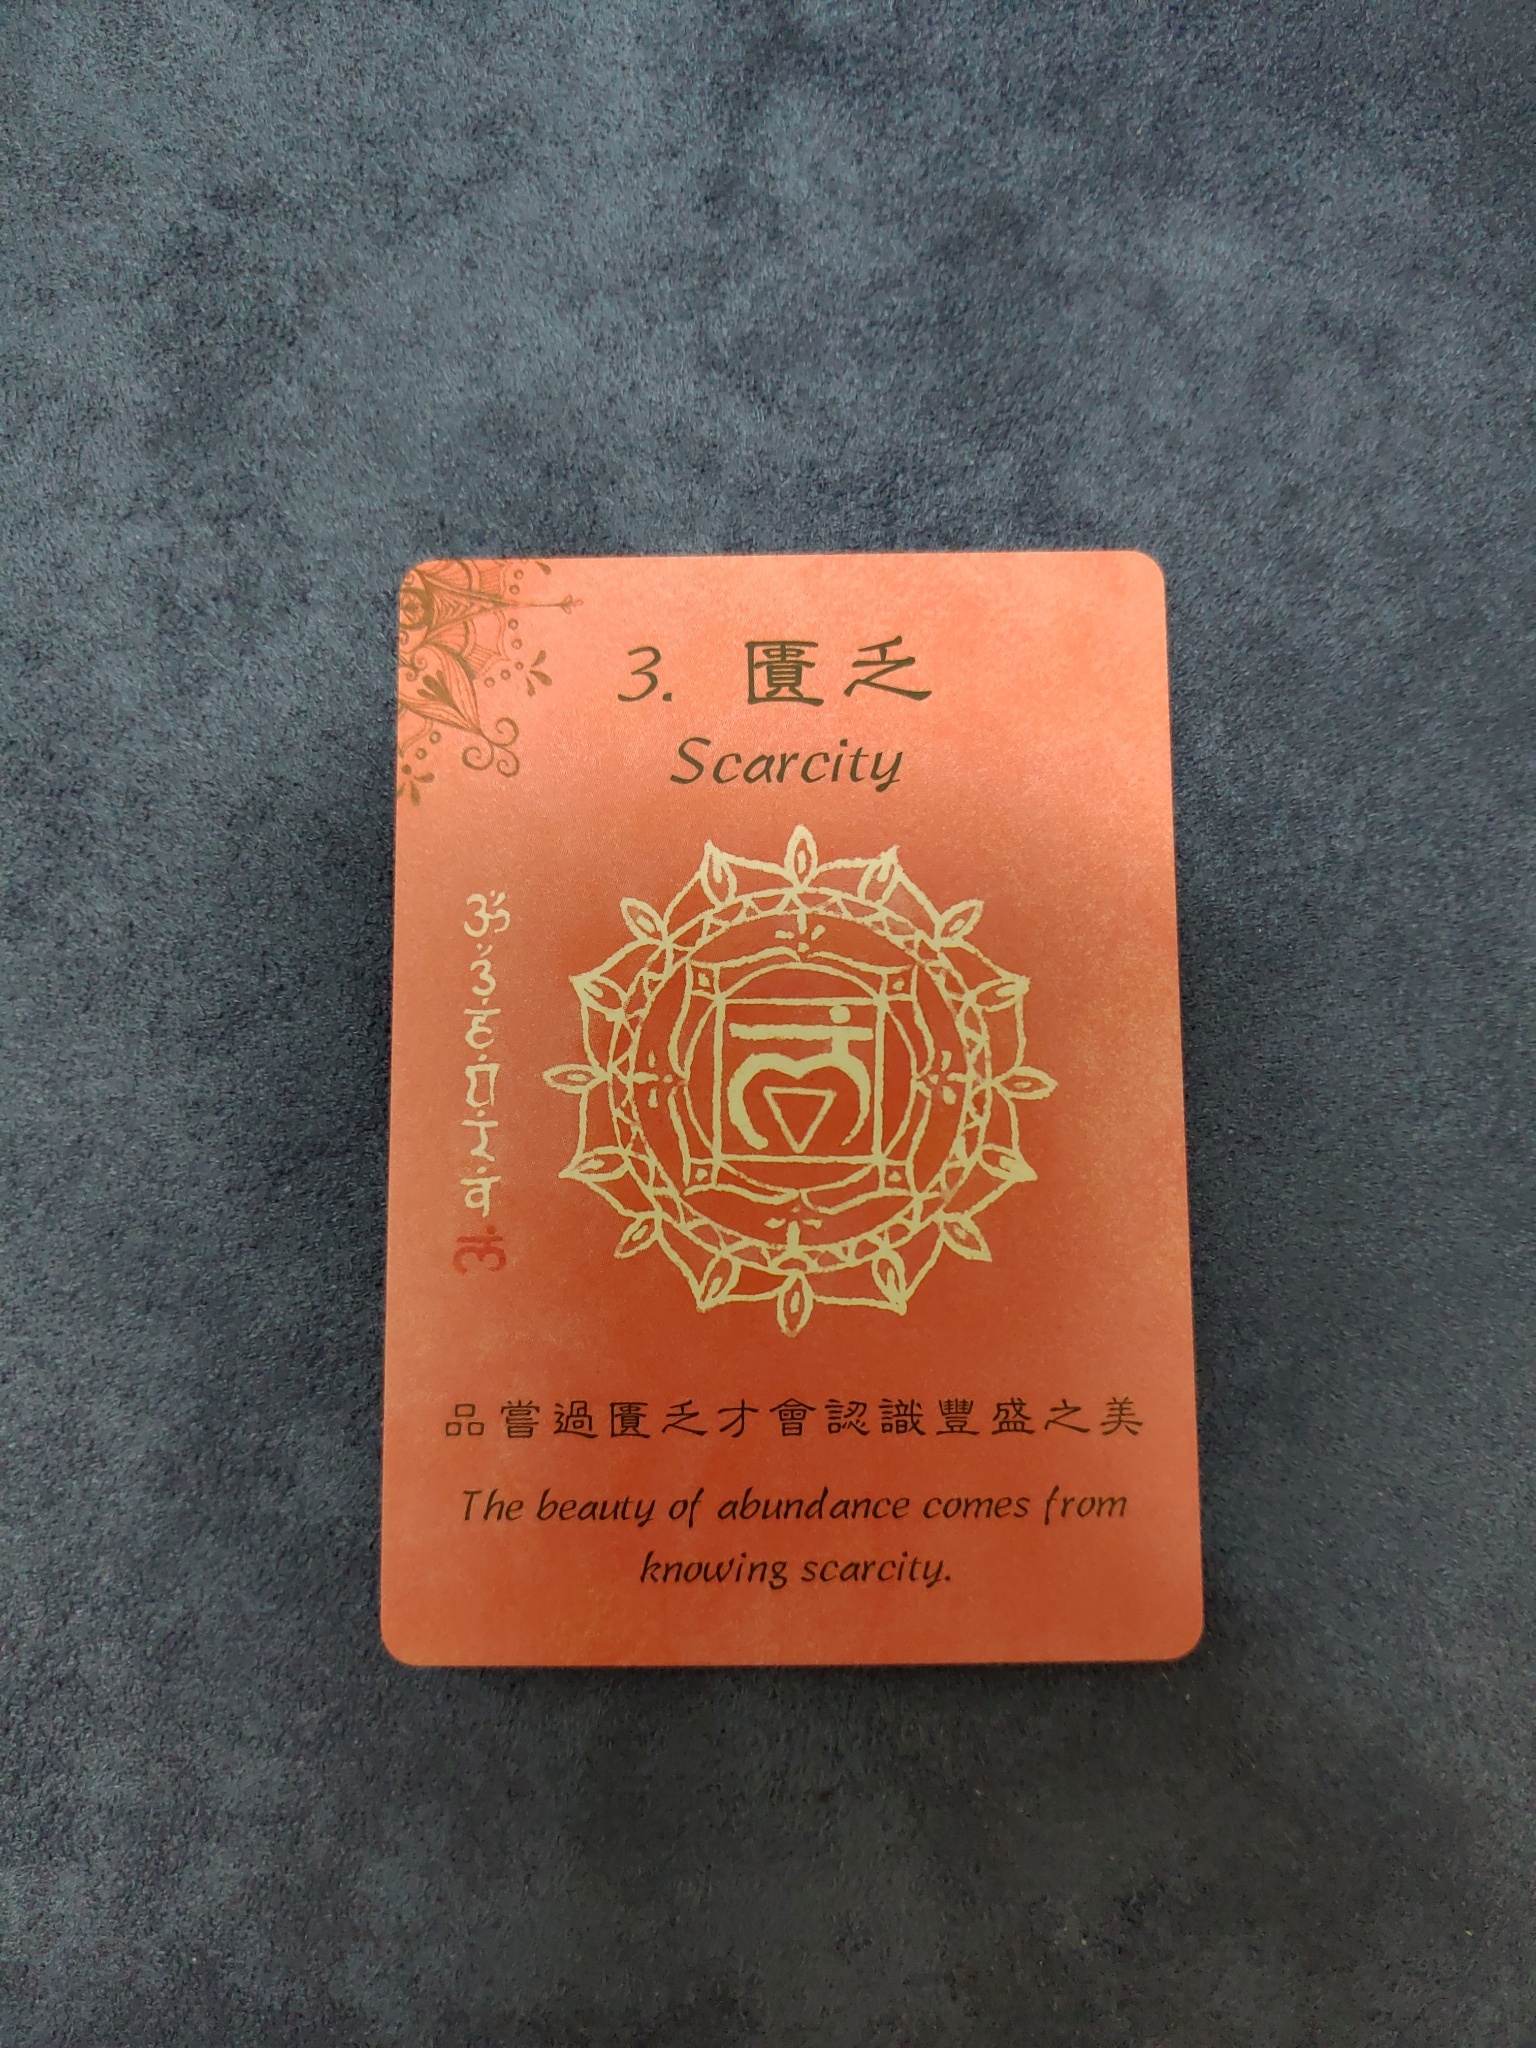 3. 匱乏
Scarcity
लं
品嘗過匱乏才會認識豐盛之美
The beauty of abundance comes from
knowing scarcity.